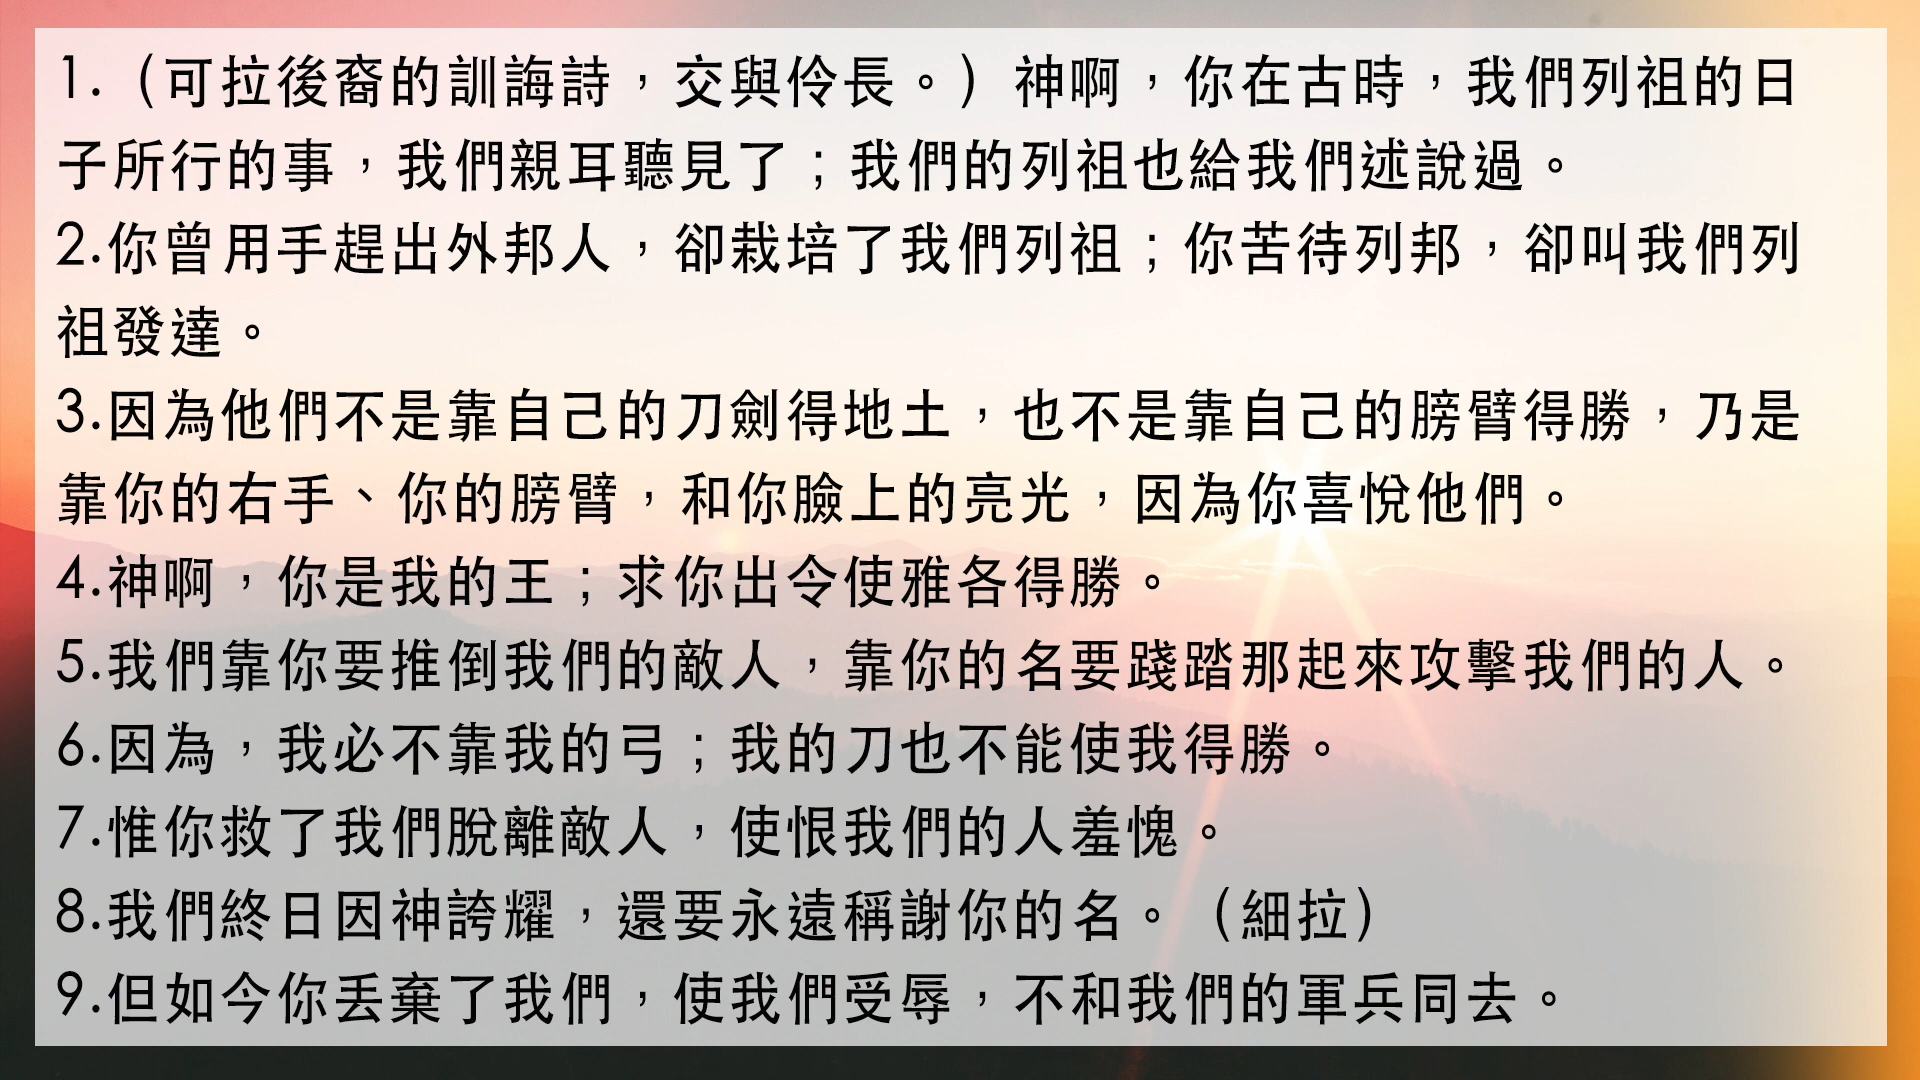 1.（可拉後裔的訓誨詩，交與伶長。）神啊，你在古時，我們列祖的日
子所行的事，我們親耳聽見了；我們的列祖也給我們述說過。
2.你曾用手趕出外邦人，卻栽培了我們列祖；你苦待列邦，卻叫我們列
祖發達。
3.因為他們不是靠自己的刀劍得地土，也不是靠自己的膀臂得勝，乃是
靠你的右手、你的膀臂，和你臉上的亮光，因為你喜悅他們。
4.神啊，你是我的王；求你出令使雅各得勝。
5.我們靠你要推倒我們的敵人，靠你的名要踐踏那起來攻擊我們的人。
6.因為，我必不靠我的弓；我的刀也不能使我得勝。
7.惟你救了我們脫離敵人，使恨我們的人羞愧。
8.我們終日因神誇耀，還要永遠稱謝你的名。（細拉）
9.但如今你丟棄了我們，使我們受辱，不和我們的軍兵同去。